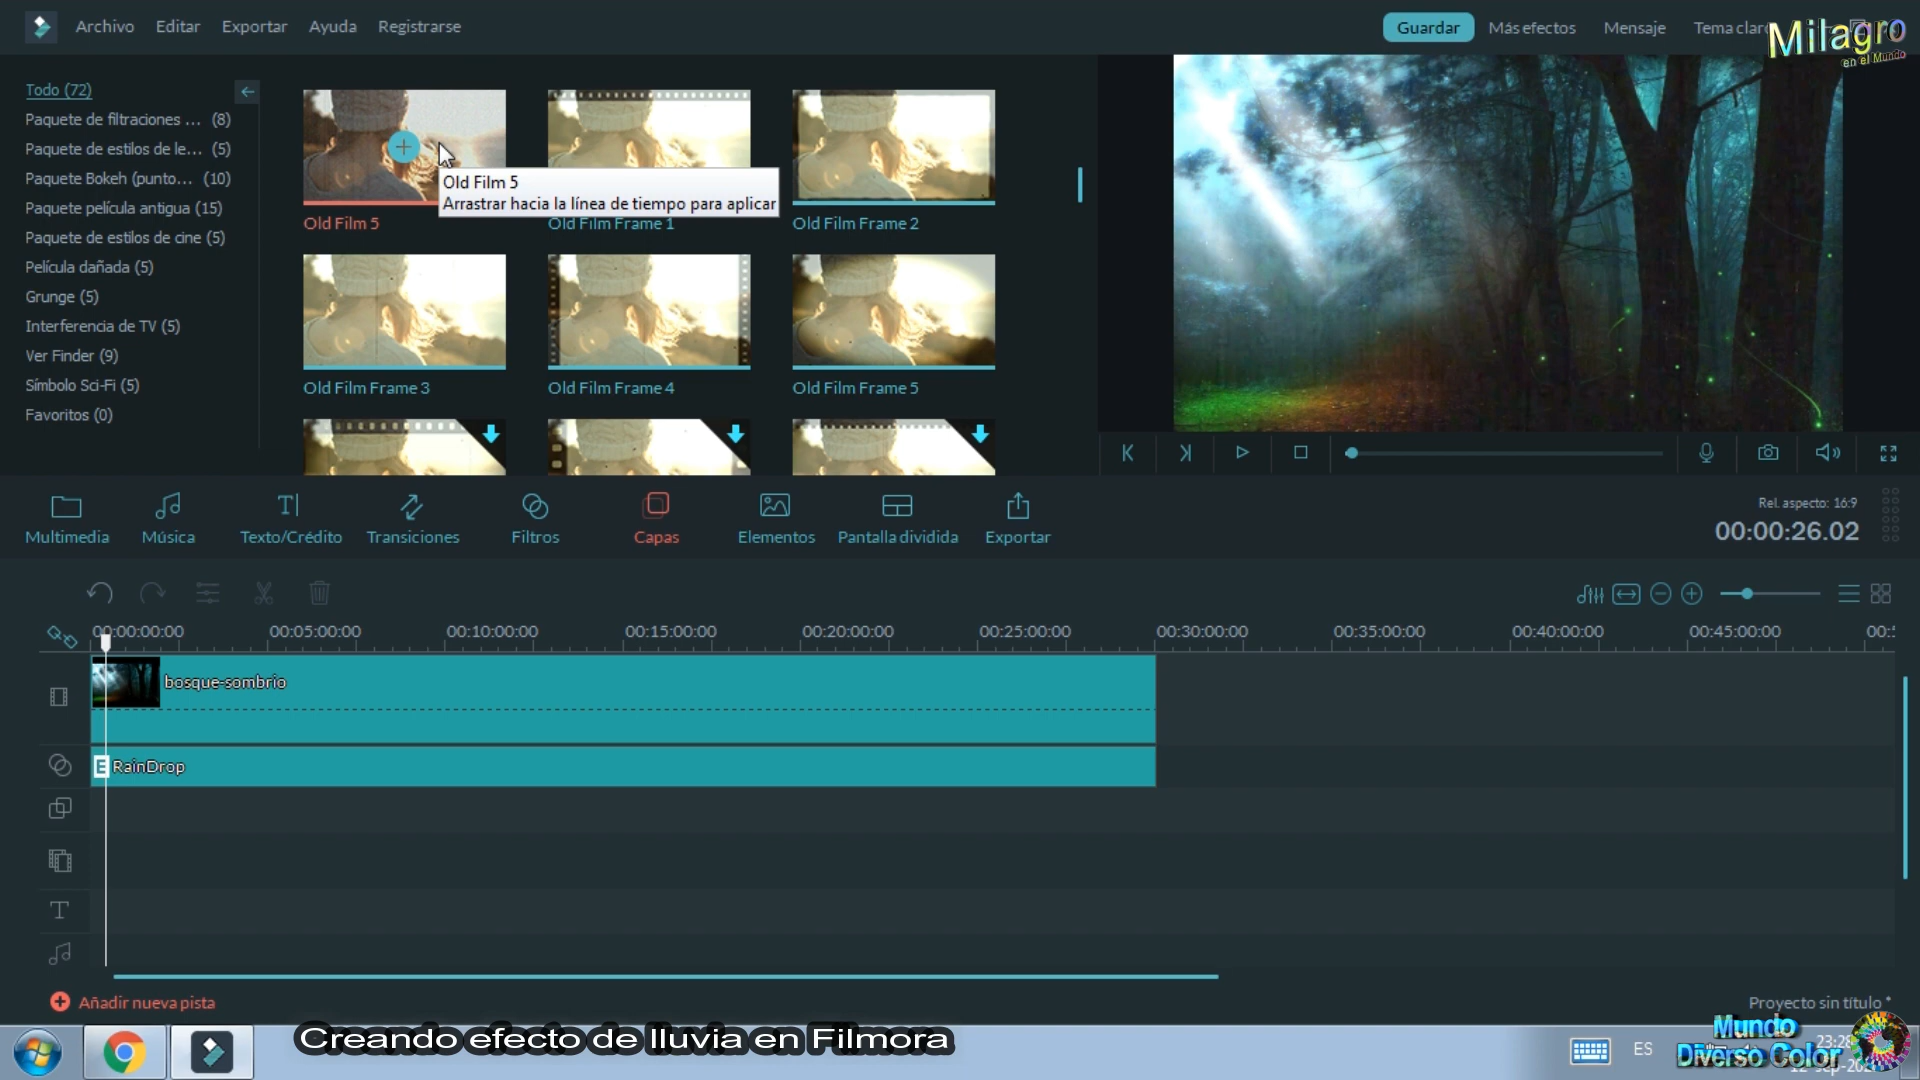 Archivo Editar Exportar Ayuda Registrarse
Guardar Más efectos Mensaje Tema claro
Milagro
en el Mundo
Todo (72)
Paquete de filtraciones ... (8)
Paquete de estilos de le... (5)
Paquete Bokeh (punto... (10)
Paquete película antigua (15)
Paquete de estilos de cine (5)
Película dañada (5)
Grunge (5)
Interferencia de TV (5)
Ver Finder (9)
Símbolo Sci-Fi (5)
Favoritos (0)
Old Film 5
Arrastrar hacia la línea de tiempo para aplicar
Old Film 5 Old Film Frame 1 Old Film Frame 2
Old Film Frame 3 Old Film Frame 4 Old Film Frame 5
Multimedia Música Texto/Crédito Transiciones Filtros Capas Elementos Pantalla dividida Exportar
Rel. aspecto: 16:9
00:00:26.02
00:00:00:00 00:05:00:00 00:10:00:00 00:15:00:00 00:20:00:00 00:25:00:00 00:30:00:00 00:35:00:00 00:40:00:00 00:45:00:00
bosque-sombrio
E RainDrop
Añadir nueva pista
Proyecto sin título *
Creando efecto de lluvia en Filmora
ES
Mundo
Diverso Color